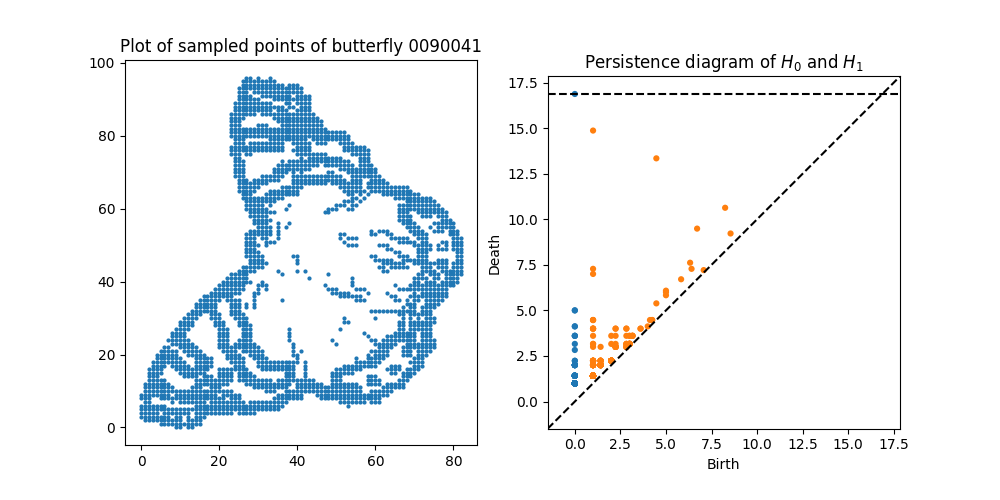 Plot of sampled points of butterfly 0090041
100
80
60
40
20
0
0 20 40 60 80
Persistence diagram of H₀ and H₁
17.5
15.0
12.5
10.0
7.5
5.0
2.5
0.0
Death
0.0 2.5 5.0 7.5 10.0 12.5 15.0 17.5
Birth